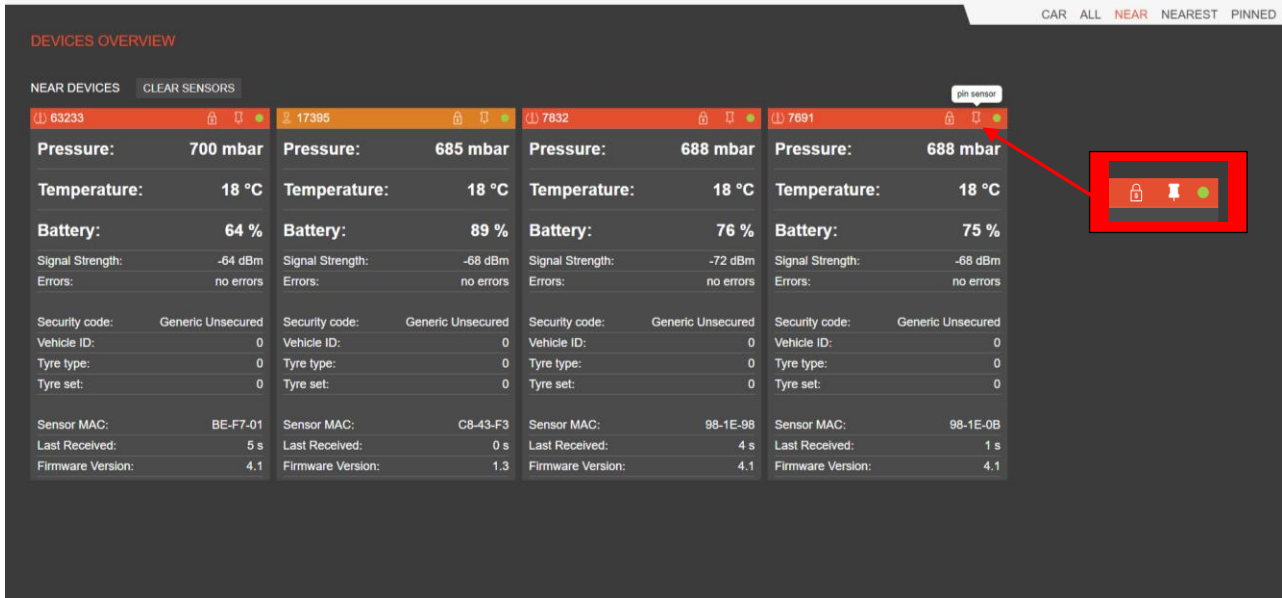 CAR ALL NEAR NEAREST PINNED
DEVICES OVERVIEW
NEAR DEVICES CLEAR SENSORS
pin sensor
63233 17395 7832 7691
Pressure: 700 mbar Pressure: 685 mbar Pressure: 688 mbar Pressure: 688 mbar
Temperature: 18 °C Temperature: 18 °C Temperature: 18 °C Temperature: 18 °C
Battery: 64 % Battery: 89 % Battery: 76 % Battery: 75 %
Signal Strength: -64 dBm Signal Strength: -68 dBm Signal Strength: -72 dBm Signal Strength: -68 dBm
Errors: no errors Errors: no errors Errors: no errors Errors: no errors
Security code: Generic Unsecured Security code: Generic Unsecured Security code: Generic Unsecured Security code: Generic Unsecured
Vehicle ID: 0 Vehicle ID: 0 Vehicle ID: 0 Vehicle ID: 0
Tyre type: 0 Tyre type: 0 Tyre type: 0 Tyre type: 0
Tyre set: 0 Tyre set: 0 Tyre set: 0 Tyre set: 0
Sensor MAC: BE-F7-01 Sensor MAC: C8-43-F3 Sensor MAC: 98-1E-98 Sensor MAC: 98-1E-0B
Last Received: 5 s Last Received: 0 s Last Received: 4 s Last Received: 1 s
Firmware Version: 4.1 Firmware Version: 1.3 Firmware Version: 4.1 Firmware Version: 4.1